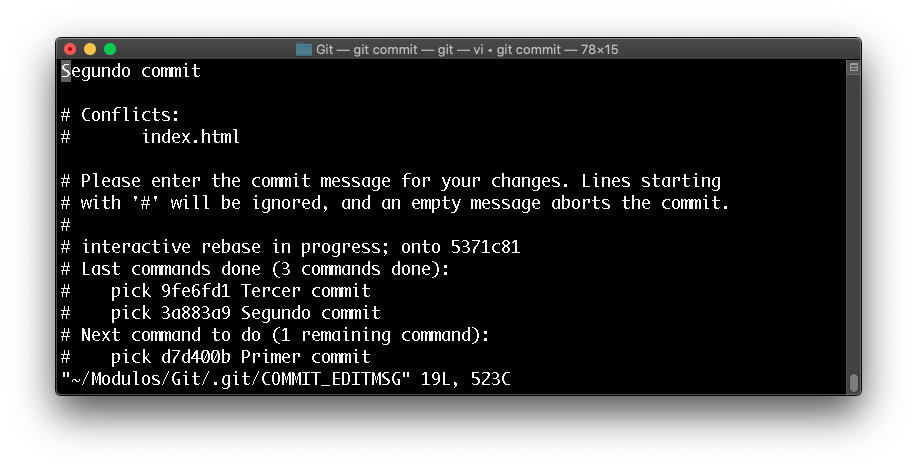 Git — git commit — git — vi ◂ git commit — 78×15
Segundo commit
# Conflicts:
#       index.html
# Please enter the commit message for your changes. Lines starting
# with '#' will be ignored, and an empty message aborts the commit.
#
# interactive rebase in progress; onto 5371c81
# Last commands done (3 commands done):
#    pick 9fe6fd1 Tercer commit
#    pick 3a883a9 Segundo commit
# Next command to do (1 remaining command):
#    pick d7d400b Primer commit
"~/Modulos/Git/.git/COMMIT_EDITMSG" 19L, 523C